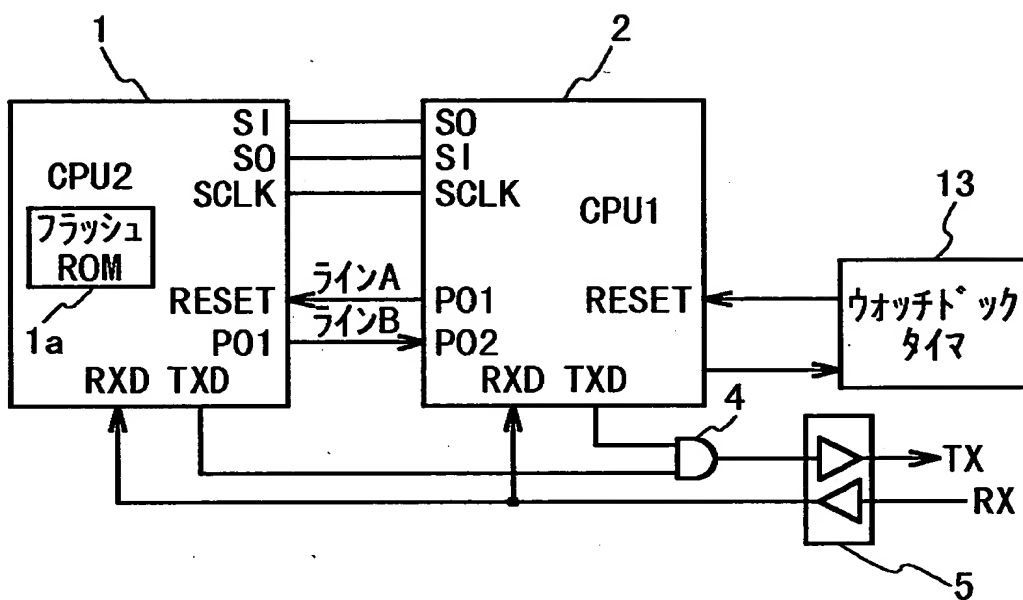 1
2
SI
SO
SO
SI
SCLK
SCLK
CPU2
CPU1
13
フラッシュ
ROM
1a
RESET
ラインA
PO1
RESET
ラインB
PO1
PO2
ウォッチドック
タイマ
RXD TXD
RXD TXD
4
TX
RX
5